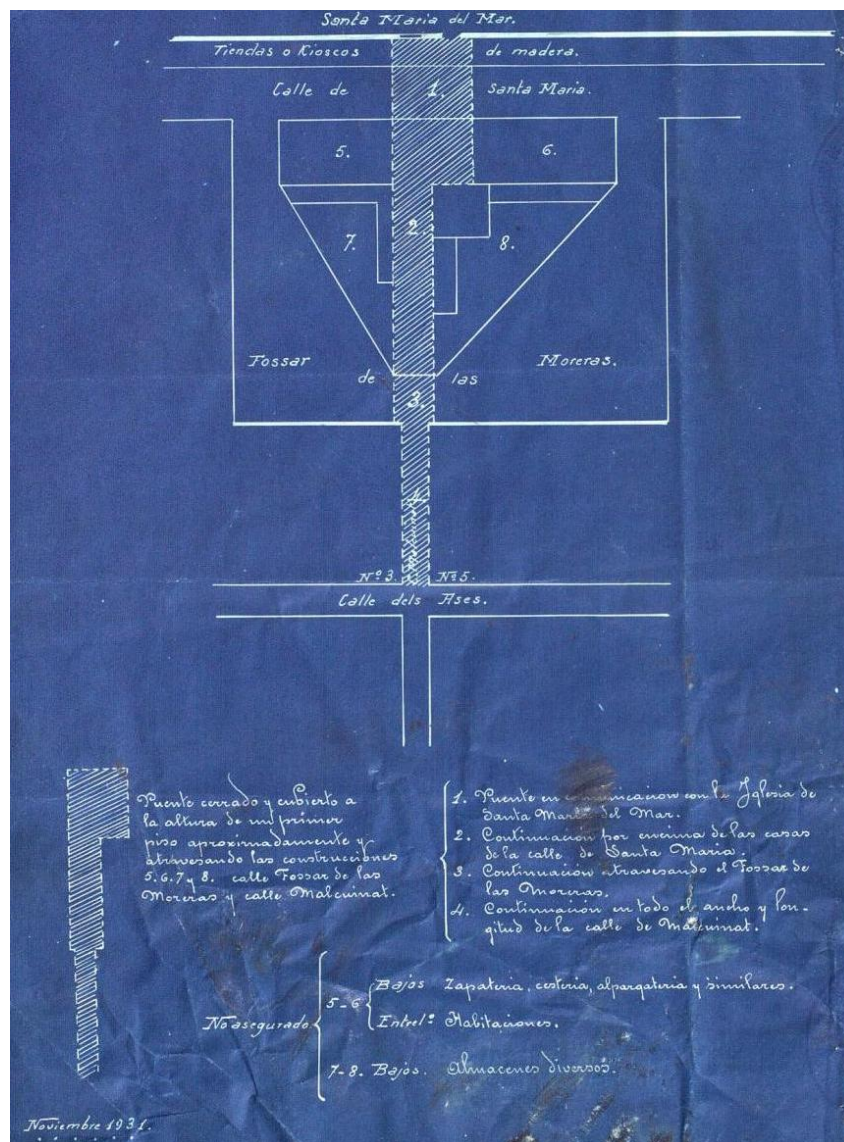 Santa Maria del Mar.
Tiendas o Kioscos de madera.
Calle de Santa Maria.
1.
5.
6.
2.
7.
8.
Fossar de las Moreras.
3.
4
Nº 3. Nº 5.
Calle dels Ases.
Puente cerrado y cubierto a
la altura de un primer
piso aproximadamente y
atravesando las construcciones
5.6.7 y 8. calle Fossar de las
Moreras y calle Malcuinat.
1. Puente en comunicacion con la Iglesia de
Santa Maria del Mar.
2. Continuacion por encima de las casas
de la calle de Santa Maria.
3. Continuacion atravesando el Fossar de
las Moreras.
4. Continuacion en todo el ancho y lon-
gitud de la calle de Malcuinat.
No asegurado
5-6
Bajos Zapateria, cesteria, alpargateria y similares.
Entrelº Habitaciones.
7-8. Bajos. Almacenes diversos.
Noviembre 1931.